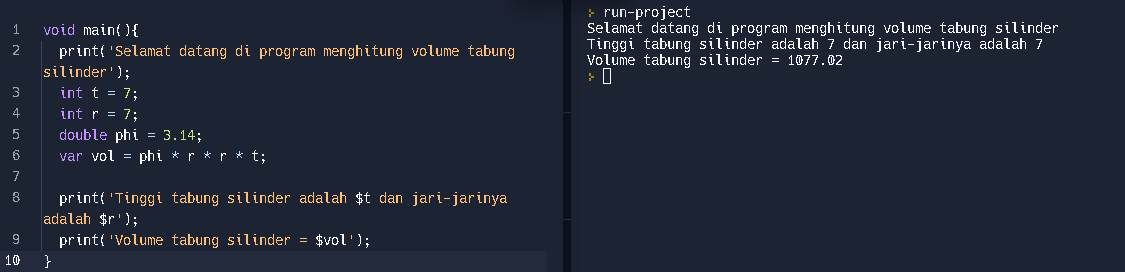 1 void main(){
2 print('Selamat datang di program menghitung volume tabung
silinder');
3 int t = 7;
4 int r = 7;
5 double phi = 3.14;
6 var vol = phi * r * r * t;
7
8 print('Tinggi tabung silinder adalah $t dan jari-jarinya
adalah $r');
9 print('Volume tabung silinder = $vol');
10 }
> run-project
Selamat datang di program menghitung volume tabung silinder
Tinggi tabung silinder adalah 7 dan jari-jarinya adalah 7
Volume tabung silinder = 1077.02
>